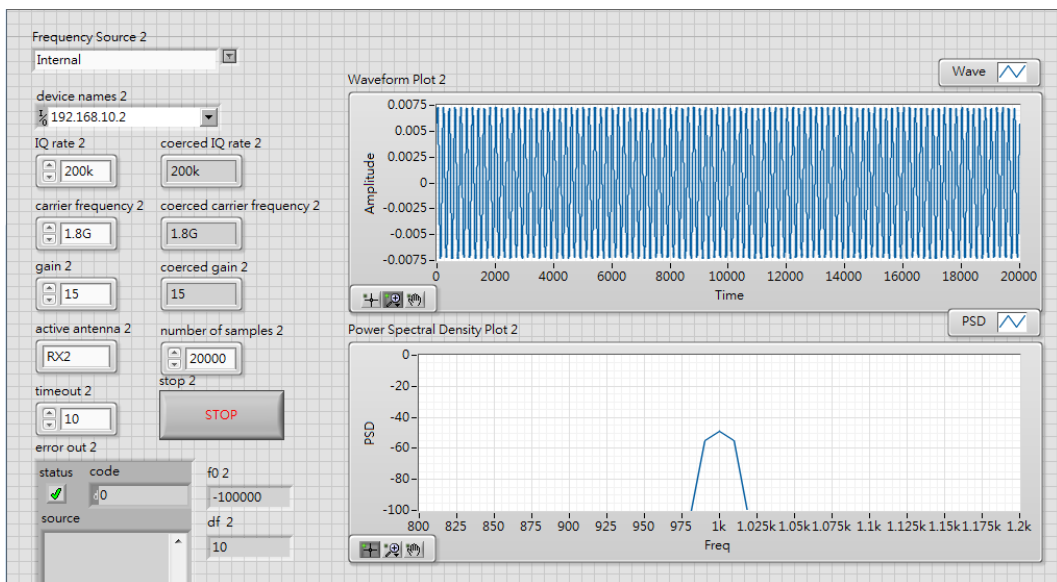 Frequency Source 2
Internal
device names 2
192.168.10.2
IQ rate 2 coerced IQ rate 2
200k 200k
carrier frequency 2 coerced carrier frequency 2
1.8G 1.8G
gain 2 coerced gain 2
15 15
active antenna 2 number of samples 2
RX2 20000
timeout 2 stop 2
10 STOP
error out 2
status code f0 2
d0 -100000
source df 2
10
Waveform Plot 2 Wave
0.0075
0.005
0.0025
0
-0.0025
-0.005
-0.0075
Amplitude
0 2000 4000 6000 8000 10000 12000 14000 16000 18000 20000
Time
Power Spectral Density Plot 2 PSD
0
-20
-40
-60
-80
-100
PSD
800 825 850 875 900 925 950 975 1k 1.025k 1.05k 1.075k 1.1k 1.125k 1.15k 1.175k 1.2k
Freq